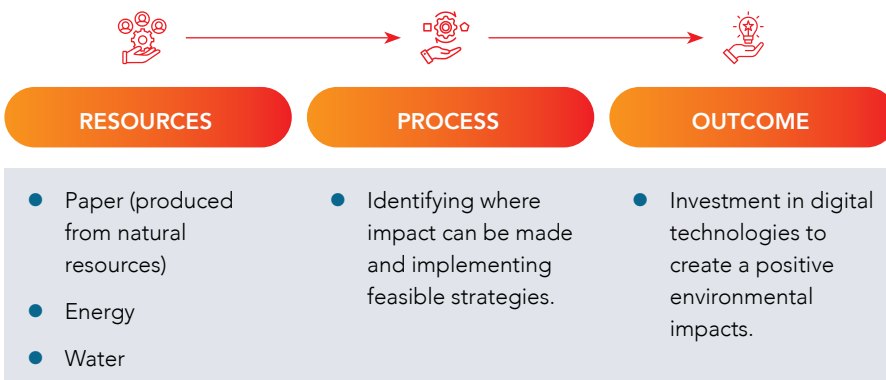 RESOURCES
PROCESS
OUTCOME
Paper (produced
from natural
resources)
Energy
Water
Identifying where
impact can be made
and implementing
feasible strategies.
Investment in digital
technologies to
create a positive
environmental
impacts.